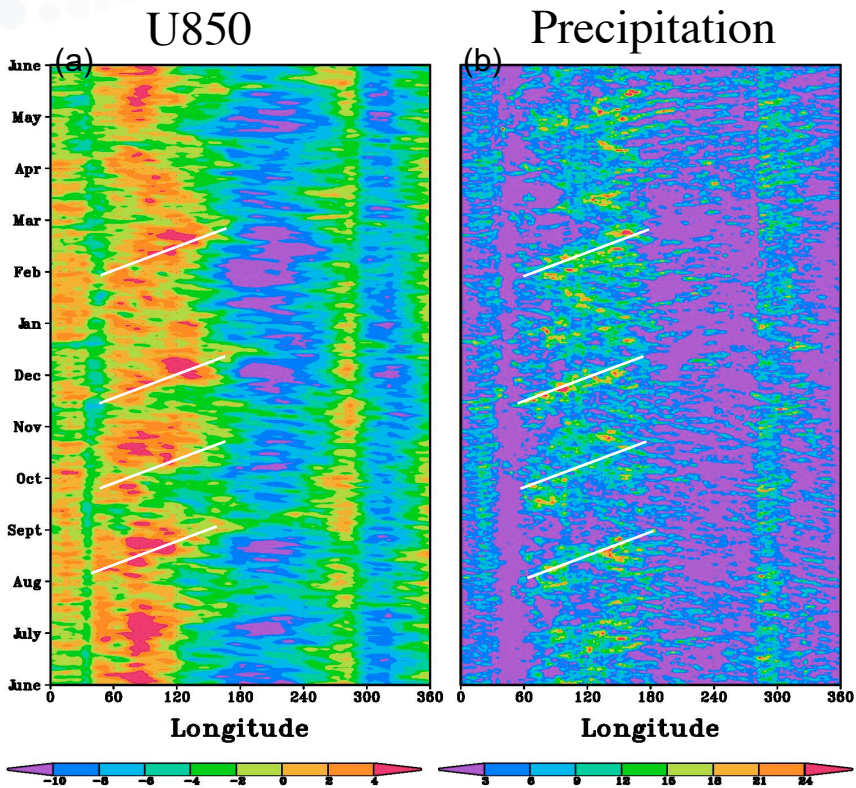 U850
Precipitation
(a)
(b)
June
May
Apr
Mar
Feb
Jan
Dec
Nov
Oct
Sept
Aug
July
June
0 60 120 180 240 300 360
0 60 120 180 240 300 360
Longitude
Longitude
-10 -8 -6 -4 -2 0 2 4
3 6 9 12 15 18 21 24